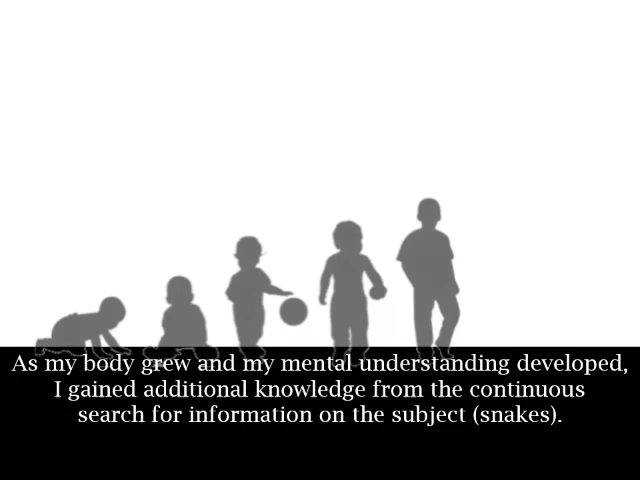 As my body grew and my mental understanding developed,
I gained additional knowledge from the continuous
search for information on the subject (snakes).